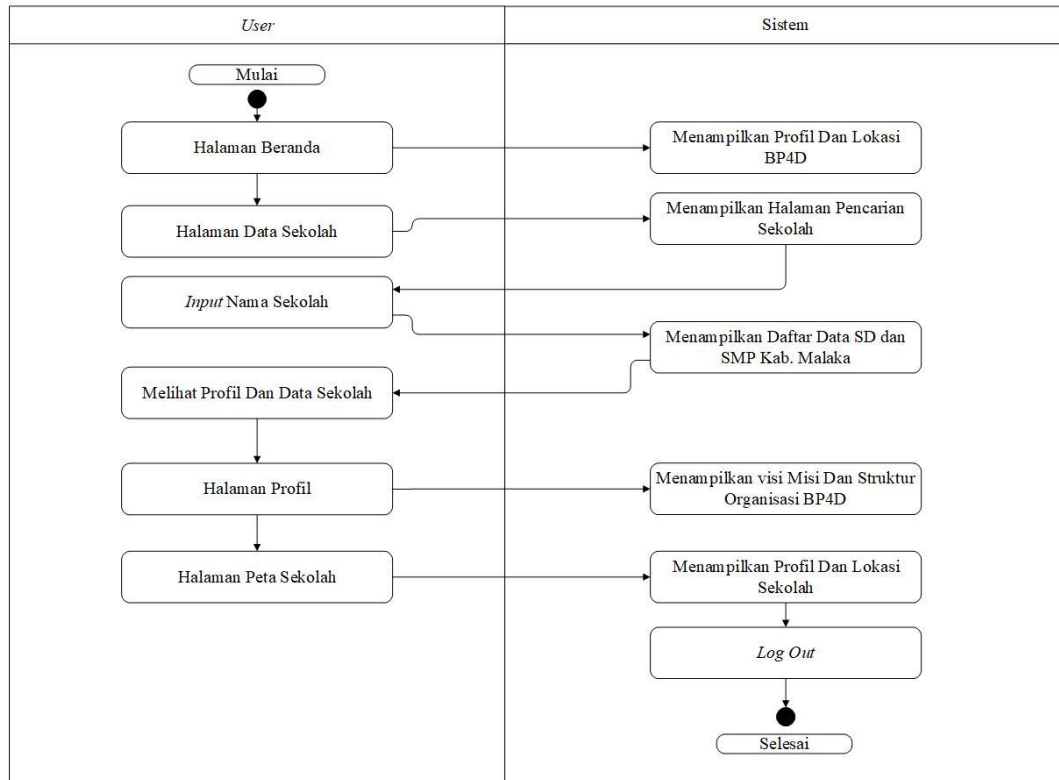 User
Sistem
Mulai
Halaman Beranda
Menampilkan Profil Dan Lokasi
BP4D
Halaman Data Sekolah
Menampilkan Halaman Pencarian
Sekolah
Input Nama Sekolah
Menampilkan Daftar Data SD dan
SMP Kab. Malaka
Melihat Profil Dan Data Sekolah
Halaman Profil
Menampilkan visi Misi Dan Struktur
Organisasi BP4D
Halaman Peta Sekolah
Menampilkan Profil Dan Lokasi
Sekolah
Log Out
Selesai